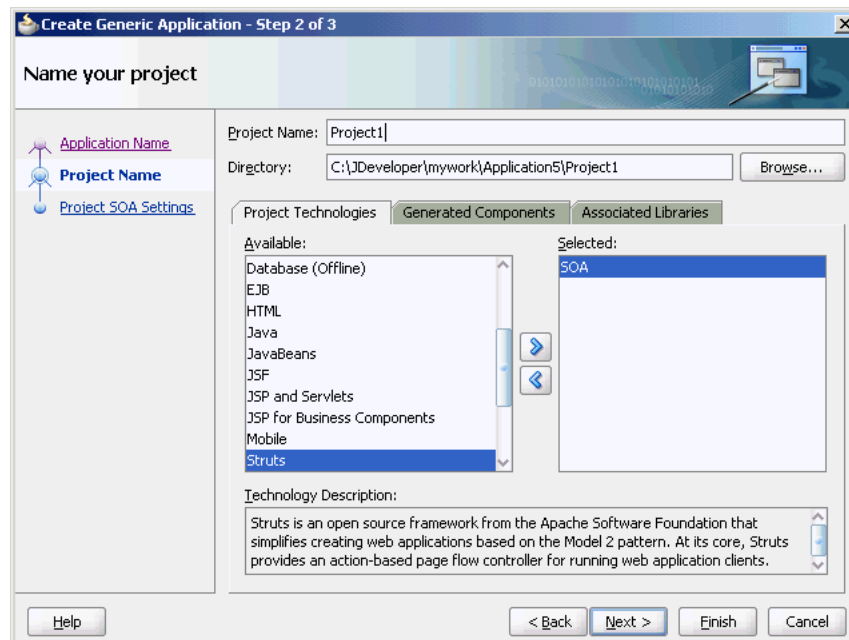 Create Generic Application - Step 2 of 3
Name your project
Application Name
Project Name
Project SOA Settings
Project Name: Project1
Directory: C:\JDeveloper\mywork\Application5\Project1 Browse...
Project Technologies Generated Components Associated Libraries
Available:
Database (Offline)
EJB
HTML
Java
JavaBeans
JSF
JSP and Servlets
JSP for Business Components
Mobile
Struts
Selected:
SOA
Technology Description:
Struts is an open source framework from the Apache Software Foundation that
simplifies creating web applications based on the Model 2 pattern. At its core, Struts
provides an action-based page flow controller for running web application clients.
Help < Back Next > Finish Cancel